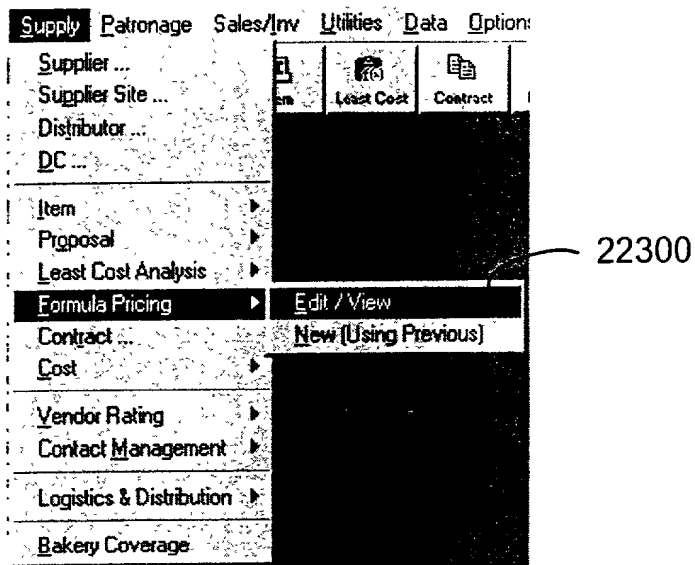 Supply Patronage Sales/Inv Utilities Data Option
Supplier ...
Supplier Site ...
Least Cost Contract
Distributor ...
DC ...
Item
Proposal
Least Cost Analysis
22300
Formula Pricing Edit / View
Contract ... New (Using Previous)
Cost
Vendor Rating
Contact Management
Logistics & Distribution
Bakery Coverage